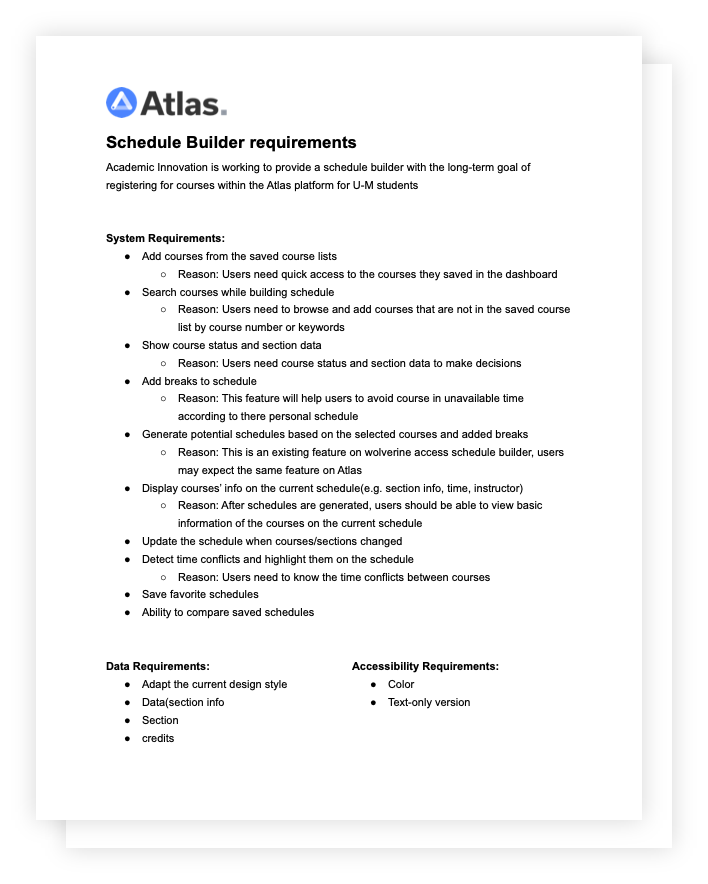 Atlas.
Schedule Builder requirements
Academic Innovation is working to provide a schedule builder with the long-term goal of
registering for courses within the Atlas platform for U-M students
System Requirements:
● Add courses from the saved course lists
○ Reason: Users need quick access to the courses they saved in the dashboard
● Search courses while building schedule
○ Reason: Users need to browse and add courses that are not in the saved course
list by course number or keywords
● Show course status and section data
○ Reason: Users need course status and section data to make decisions
● Add breaks to schedule
○ Reason: This feature will help users to avoid course in unavailable time
according to there personal schedule
● Generate potential schedules based on the selected courses and added breaks
○ Reason: This is an existing feature on wolverine access schedule builder, users
may expect the same feature on Atlas
● Display courses' info on the current schedule(e.g. section info, time, instructor)
○ Reason: After schedules are generated, users should be able to view basic
information of the courses on the current schedule
● Update the schedule when courses/sections changed
● Detect time conflicts and highlight them on the schedule
○ Reason: Users need to know the time conflicts between courses
● Save favorite schedules
● Ability to compare saved schedules
Data Requirements:
● Adapt the current design style
● Data(section info
● Section
● credits
Accessibility Requirements:
● Color
● Text-only version